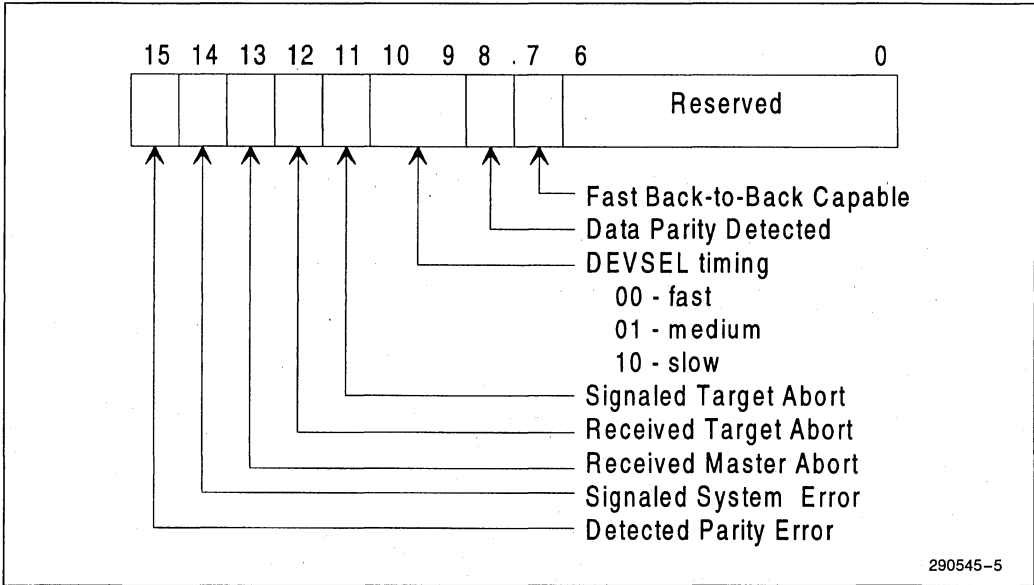 15 14 13 12 11 10 9 8 . 7 6 0
Reserved
Fast Back-to-Back Capable
Data Parity Detected
DEVSEL timing
00 - fast
01 - medium
10 - slow
Signaled Target Abort
Received Target Abort
Received Master Abort
Signaled System Error
Detected Parity Error
290545-5